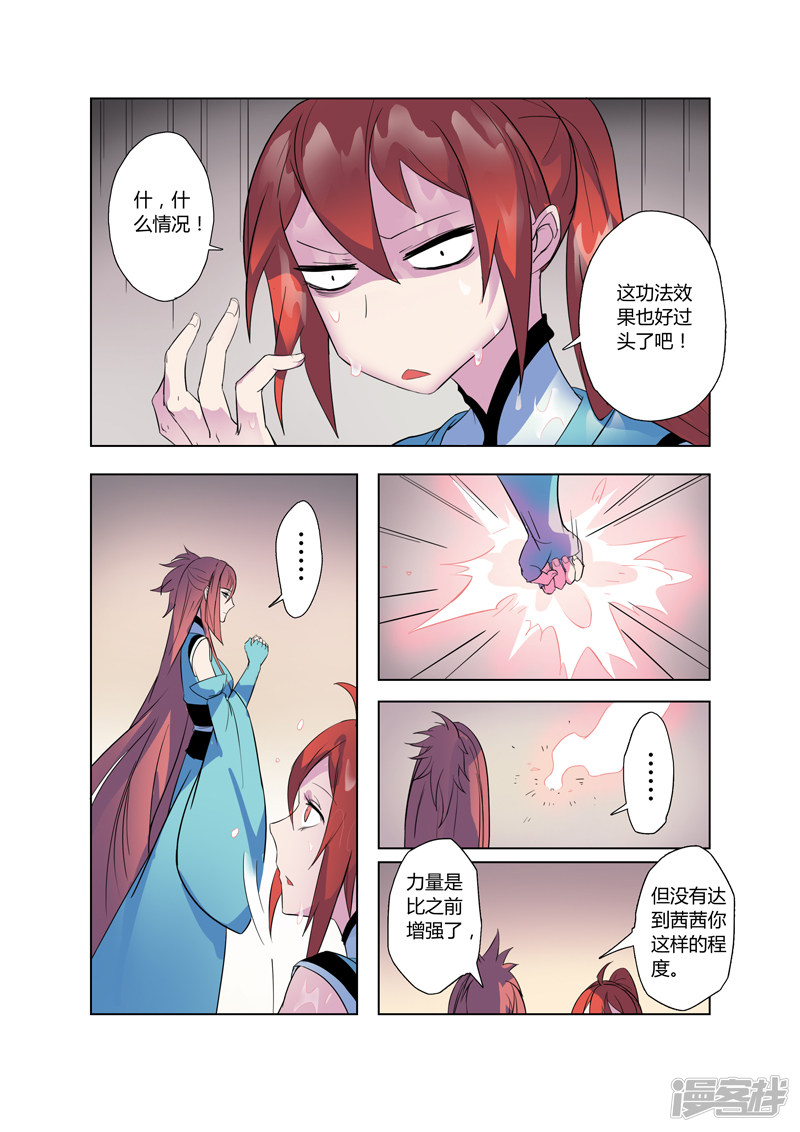 什，什
么情况！
这功法效
果也好过
头了吧！
……
……
力量是
比之前
增强了，
但没有达
到茜茜你
这样的程
度。
漫客栈